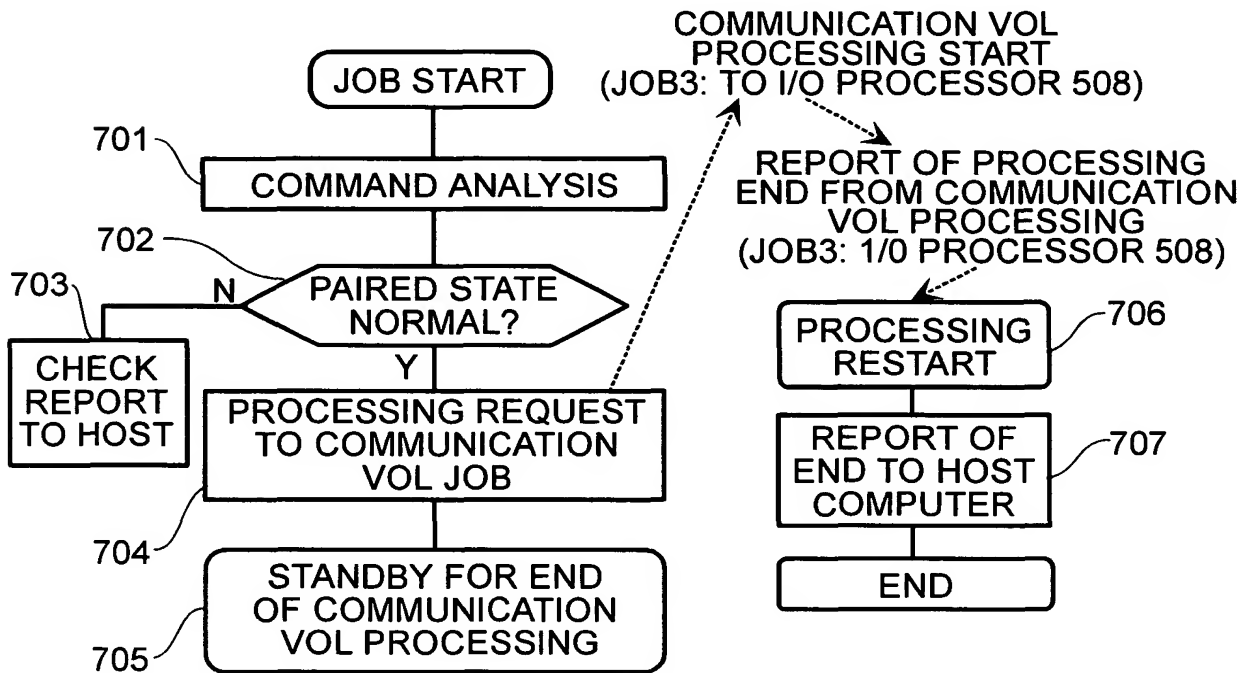 JOB START
701
COMMAND ANALYSIS
702
PAIRED STATE
NORMAL?
N
703
CHECK
REPORT
TO HOST
Y
PROCESSING REQUEST
TO COMMUNICATION
VOL JOB
704
STANDBY FOR END
OF COMMUNICATION
VOL PROCESSING
705
COMMUNICATION VOL
PROCESSING START
(JOB3: TO I/O PROCESSOR 508)
REPORT OF PROCESSING
END FROM COMMUNICATION
VOL PROCESSING
(JOB3: 1/0 PROCESSOR 508)
PROCESSING
RESTART
706
REPORT OF
END TO HOST
COMPUTER
707
END